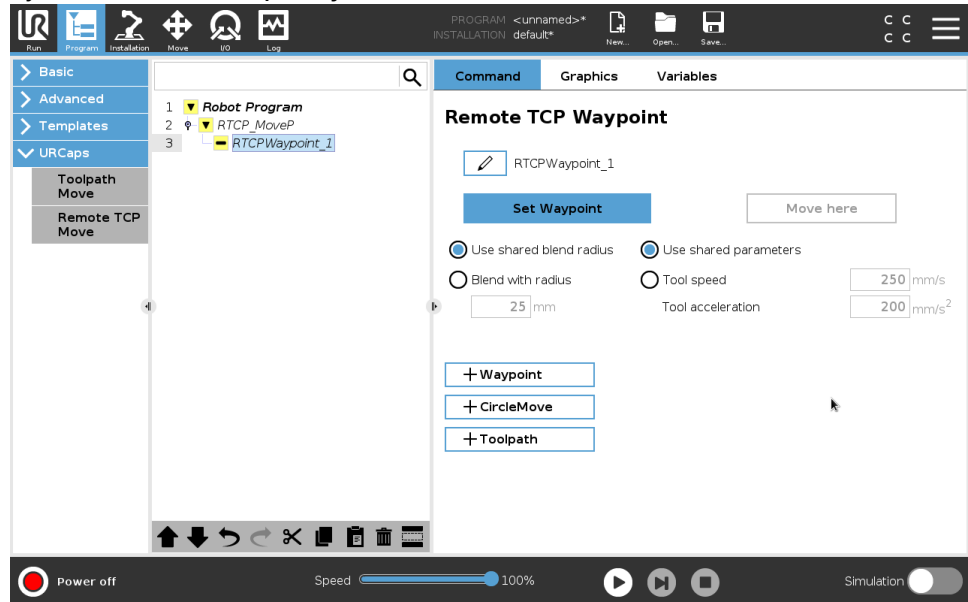 PROGRAM <unnamed>*
INSTALLATION default*
Run Program Installation Move I/O Log New... Open... Save...
C C
C C
Basic
Advanced
Templates
URCaps
Toolpath
Move
Remote TCP
Move
1 Robot Program
2 RTCP_MoveP
3 RTCPWaypoint_1
Command Graphics Variables
Remote TCP Waypoint
RTCPWaypoint_1
Set Waypoint Move here
Use shared blend radius Use shared parameters
Blend with radius Tool speed 250 mm/s
25 mm Tool acceleration 200 mm/s²
+Waypoint
+CircleMove
+Toolpath
Power off Speed 100% Simulation